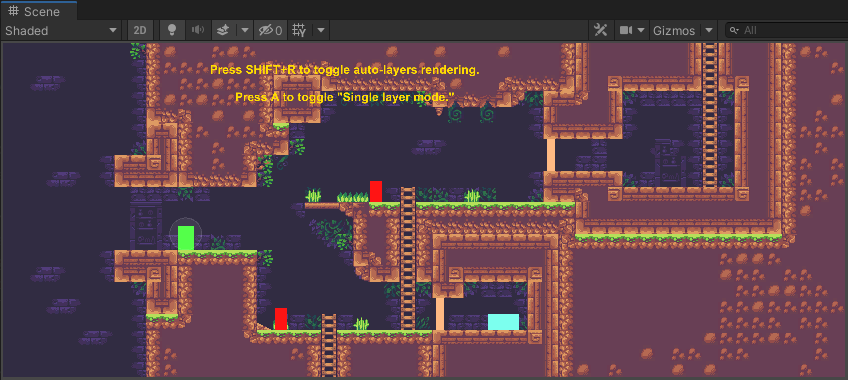 Scene
Shaded
2D
0
Gizmos
All
Press SHIFT+R to toggle auto-layers rendering.
Press A to toggle "Single layer mode."